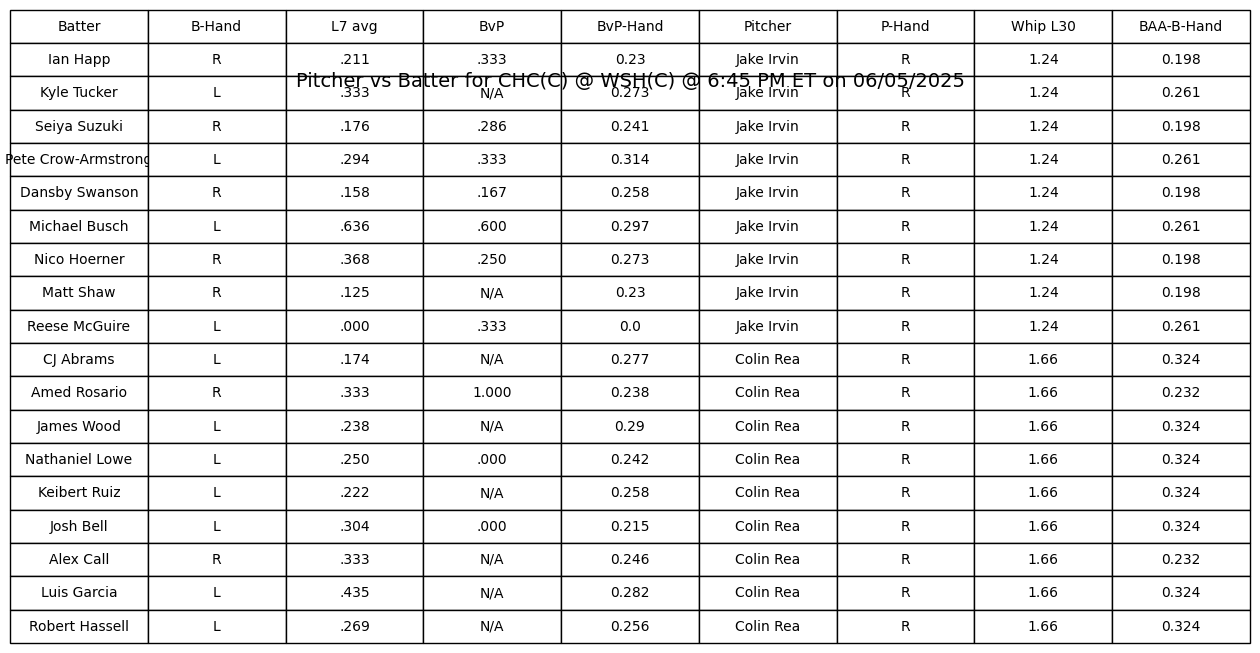 Batter B-Hand L7 avg BvP BvP-Hand Pitcher P-Hand Whip L30 BAA-B-Hand
Ian Happ R .211 .333 0.23 Jake Irvin R 1.24 0.198
Pitcher vs Batter for CHC(C) @ WSH(C) @ 6:45 PM ET on 06/05/2025
Kyle Tucker L .333 N/A 0.273 Jake Irvin R 1.24 0.261
Seiya Suzuki R .176 .286 0.241 Jake Irvin R 1.24 0.198
Pete Crow-Armstrong L .294 .333 0.314 Jake Irvin R 1.24 0.261
Dansby Swanson R .158 .167 0.258 Jake Irvin R 1.24 0.198
Michael Busch L .636 .600 0.297 Jake Irvin R 1.24 0.261
Nico Hoerner R .368 .250 0.273 Jake Irvin R 1.24 0.198
Matt Shaw R .125 N/A 0.23 Jake Irvin R 1.24 0.198
Reese McGuire L .000 .333 0.0 Jake Irvin R 1.24 0.261
CJ Abrams L .174 N/A 0.277 Colin Rea R 1.66 0.324
Amed Rosario R .333 1.000 0.238 Colin Rea R 1.66 0.232
James Wood L .238 N/A 0.29 Colin Rea R 1.66 0.324
Nathaniel Lowe L .250 .000 0.242 Colin Rea R 1.66 0.324
Keibert Ruiz L .222 N/A 0.258 Colin Rea R 1.66 0.324
Josh Bell L .304 .000 0.215 Colin Rea R 1.66 0.324
Alex Call R .333 N/A 0.246 Colin Rea R 1.66 0.232
Luis Garcia L .435 N/A 0.282 Colin Rea R 1.66 0.324
Robert Hassell L .269 N/A 0.256 Colin Rea R 1.66 0.324